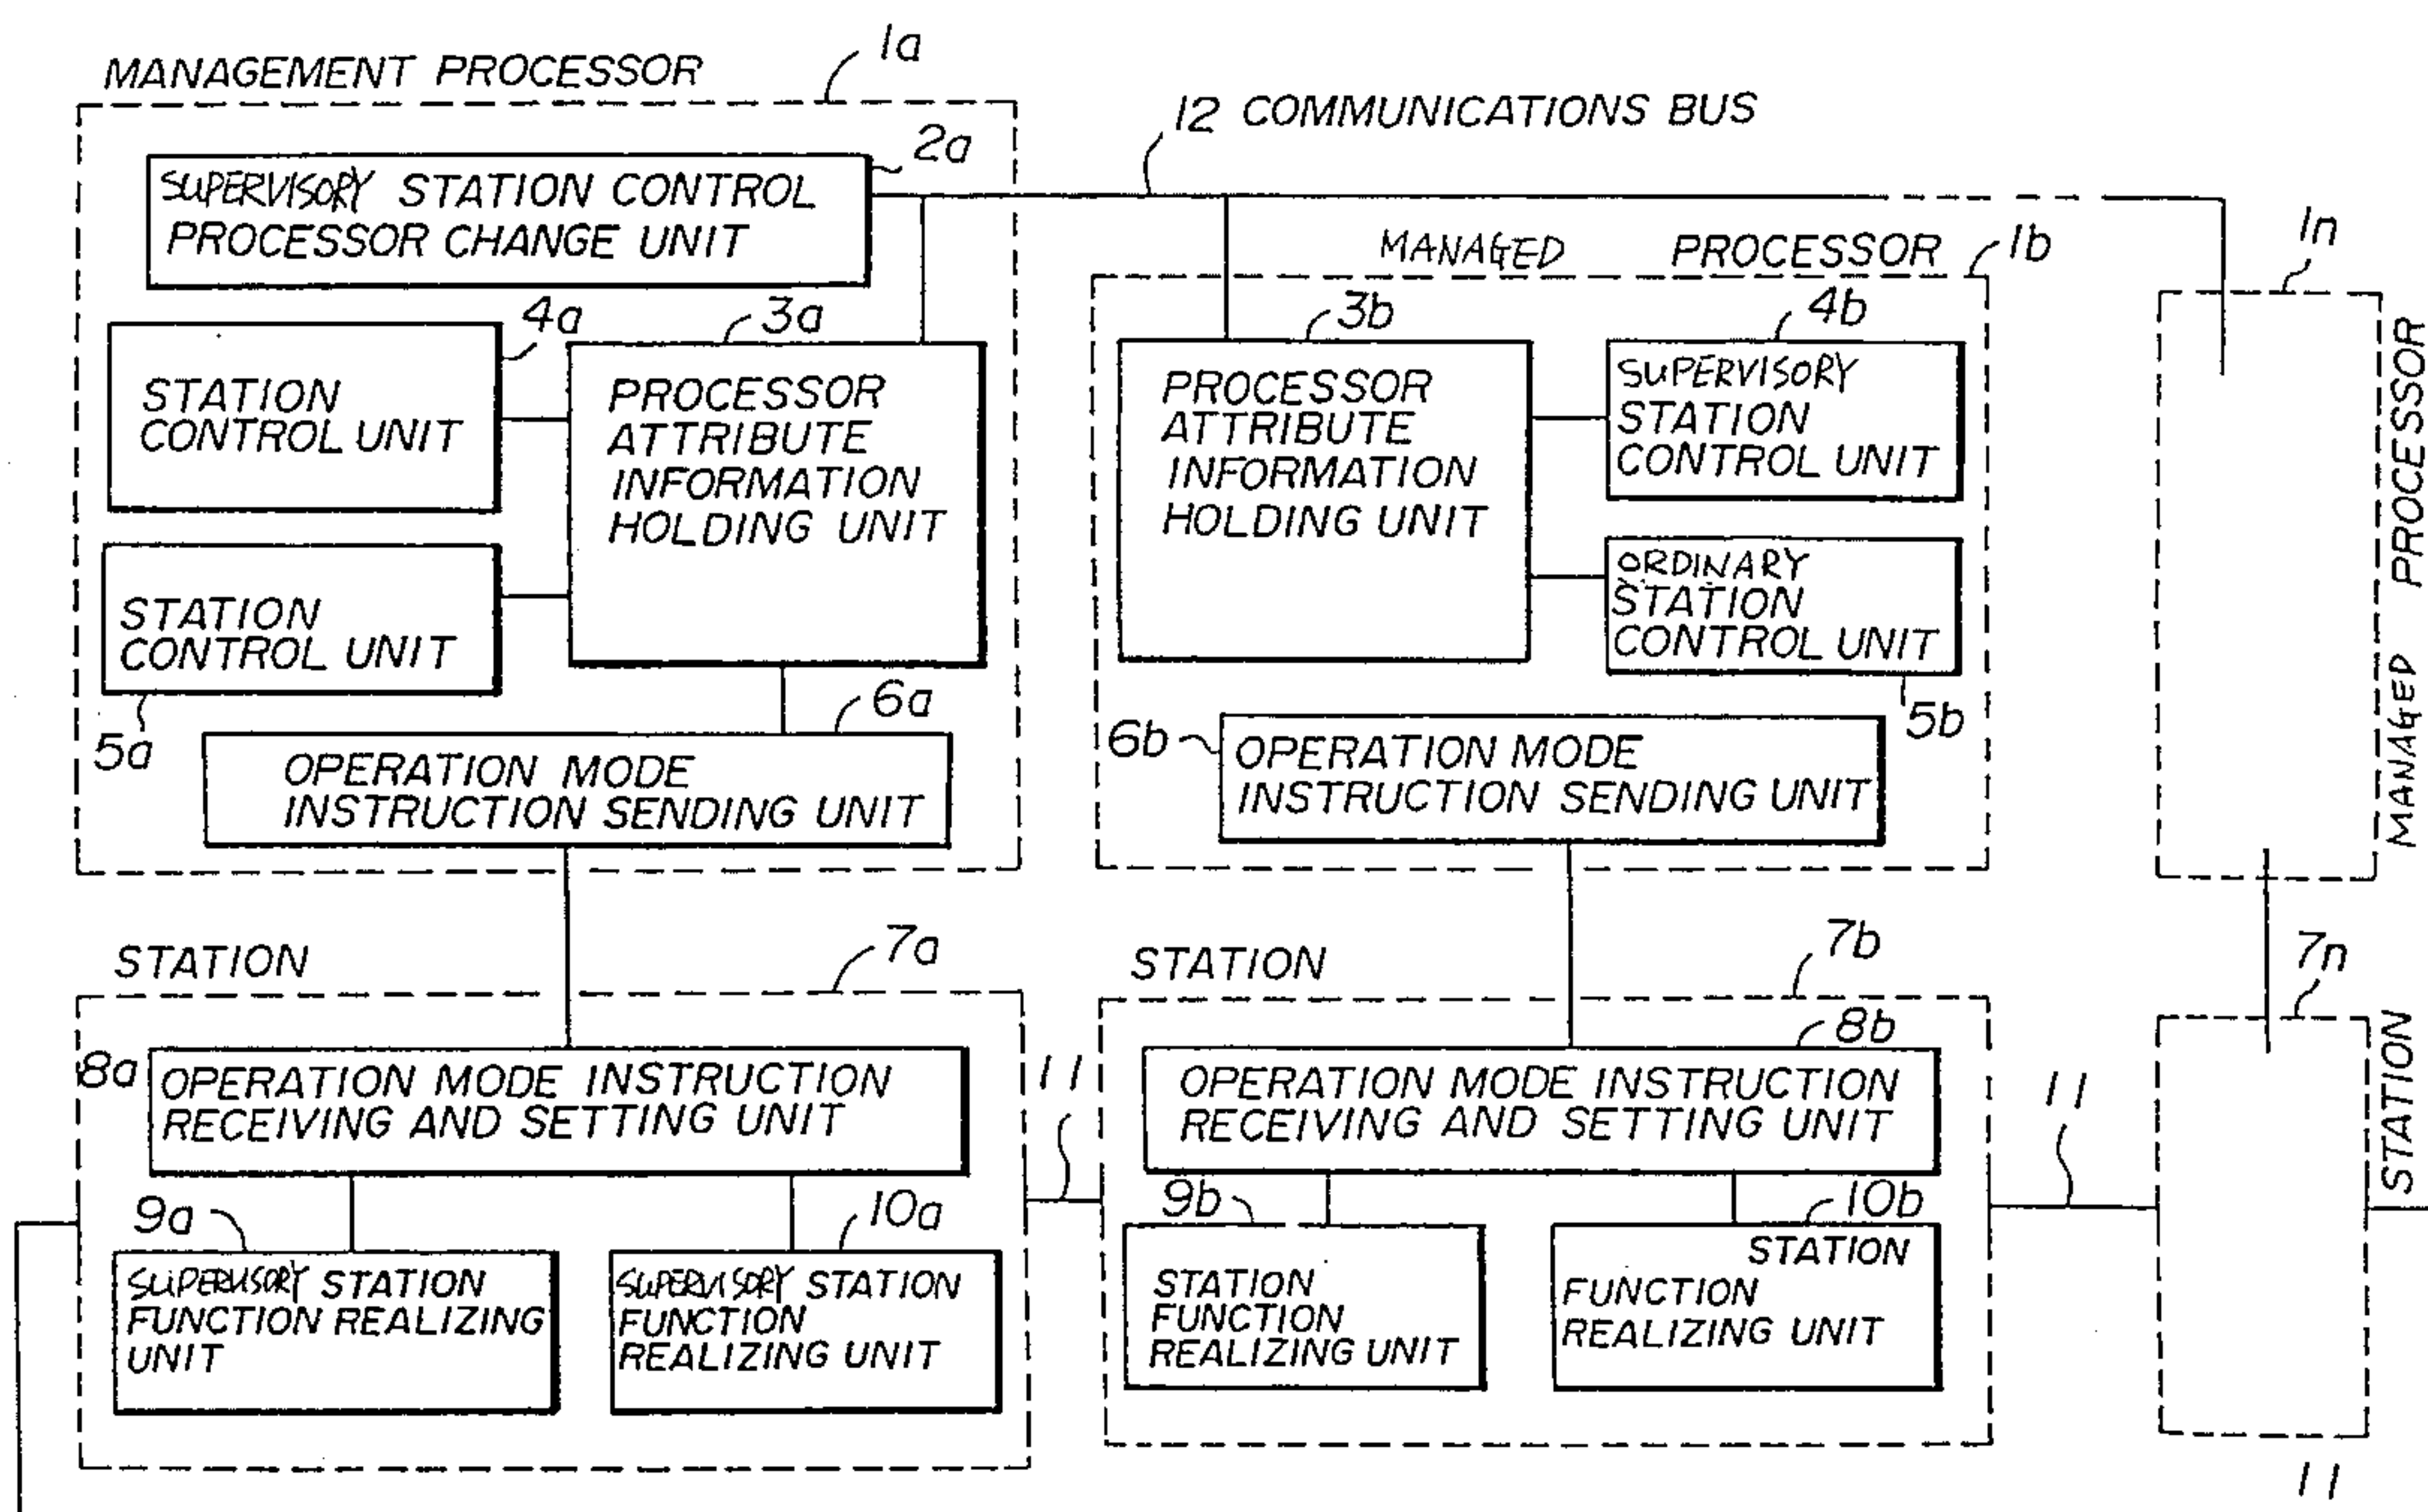 MANAGEMENT PROCESSOR
1a
12 COMMUNICATIONS BUS
2a
SUPERVISORY STATION CONTROL
PROCESSOR CHANGE UNIT
4a
3a
STATION
CONTROL UNIT
PROCESSOR
ATTRIBUTE
INFORMATION
HOLDING UNIT
STATION
CONTROL UNIT
5a
6a
OPERATION MODE
INSTRUCTION SENDING UNIT
MANAGED PROCESSOR
1b
3b
4b
PROCESSOR
ATTRIBUTE
INFORMATION
HOLDING UNIT
SUPERVISORY
STATION
CONTROL UNIT
ORDINARY
STATION
CONTROL UNIT
5b
6b
OPERATION MODE
INSTRUCTION SENDING UNIT
1n
MANAGED PROCESSOR
STATION
7a
8a
OPERATION MODE INSTRUCTION
RECEIVING AND SETTING UNIT
9a
10a
SUPERVISORY STATION
FUNCTION REALIZING
UNIT
SUPERVISORY STATION
FUNCTION
REALIZING UNIT
11
STATION
7b
8b
OPERATION MODE INSTRUCTION
RECEIVING AND SETTING UNIT
9b
10b
STATION
FUNCTION
REALIZING UNIT
STATION
FUNCTION
REALIZING UNIT
11
7n
STATION
11